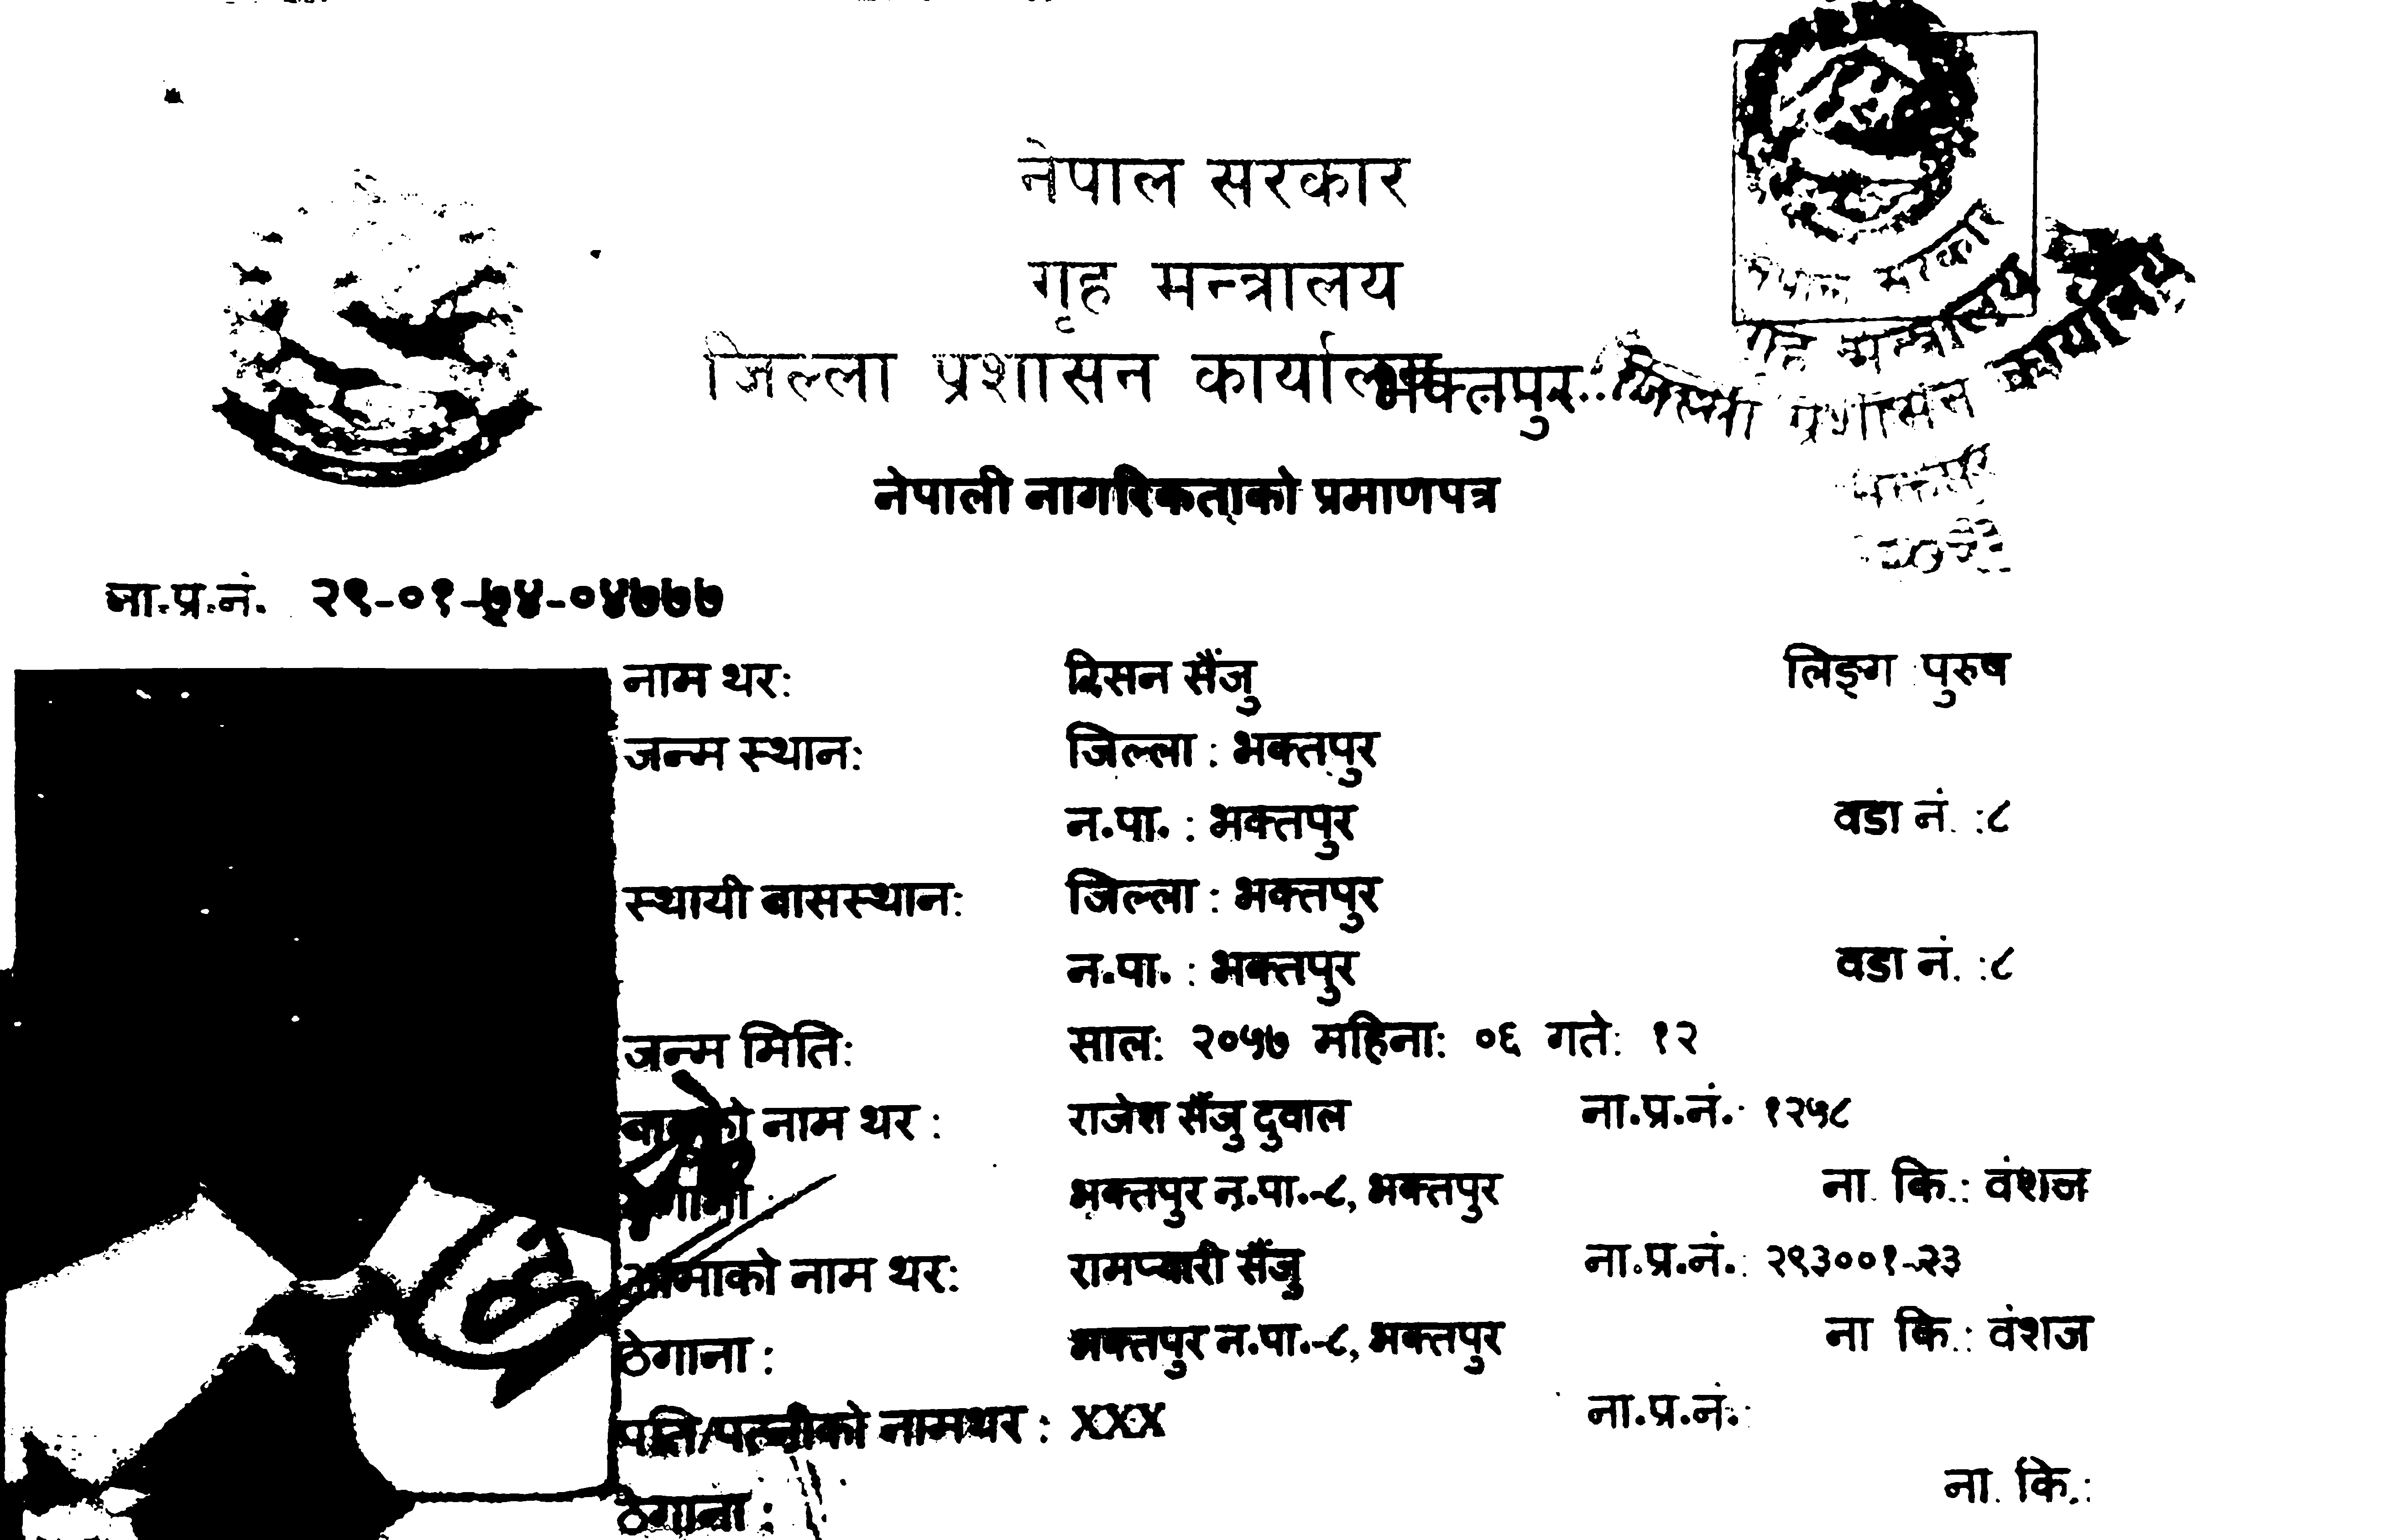 नेपाल सरकार
गृह मन्त्रालय
जिल्ला प्रशासन कार्यालय भक्तपुर
नेपाल सरकार
गृह मन्त्रालय
जिल्ला प्रशासन कार्यालय
नेपाली नागरिकताको प्रमाणपत्र
ना.प्र.नं. २९-०१-७४-०४७७७
नाम थर: रिसन सैंजु लिङ्ग पुरुष
जन्म स्थान: जिल्ला : भक्तपुर
न.पा. : भक्तपुर वडा नं. :८
स्थायी बासस्थान: जिल्ला : भक्तपुर
न.पा. : भक्तपुर वडा नं. :८
जन्म मिति: साल: २०५७ महिना: ०६ गते: १२
बाबुको नाम थर : राजेश सैंजु दुवाल ना.प्र.नं.: १२५८
ठेगाना : भक्तपुर न.पा.-८, भक्तपुर ना. कि.: वंशज
आमाको नाम थर: रामप्यारी सैंजु ना.प्र.नं.: २९३००१-२३
ठेगाना : भक्तपुर न.पा.-८, भक्तपुर ना. कि.: वंशज
पति/पत्नीको नामथर : XXX ना.प्र.नं.:
ठेगाना : ना. कि.: